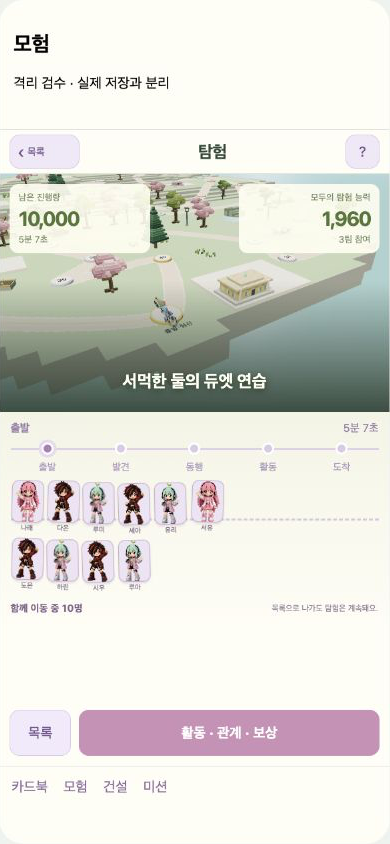 모험
격리 검수 · 실제 저장과 분리
‹ 목록
탐험
?
남은 진행량
10,000
5분 7초
모두의 탐험 능력
1,960
3팀 참여
서먹한 둘의 듀엣 연습
출발
5분 7초
출발
발견
동행
활동
도착
나래
다온
루미
세아
유리
서윤
도윤
하린
시우
루아
함께 이동 중 10명
목록으로 나가도 탐험은 계속돼요.
목록
활동 · 관계 · 보상
카드북
모험
건설
미션